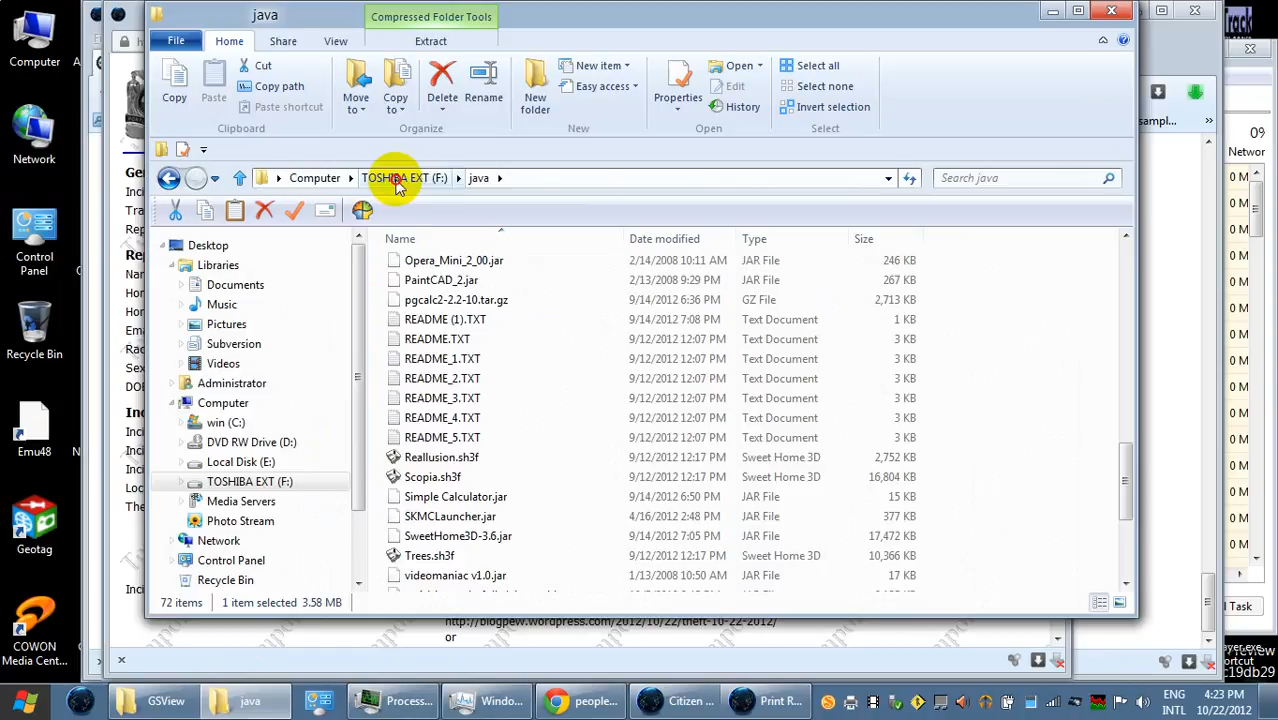 java
Compressed Folder Tools
Track
File
Home
Share
View
Extract
Copy
Paste
Cut
Copy path
Paste shortcut
Clipboard
Move to
Copy to
Delete
Rename
Organize
New folder
New item
Easy access
New
Properties
Open
Edit
History
Open
Select all
Select none
Invert selection
Select
Computer
TOSHIBA EXT (F:)
java
Search java
sampl...
09
Networ
Name
Date modified
Type
Size
Opera_Mini_2_00.jar 2/14/2008 10:11 AM JAR File 246 KB
PaintCAD_2.jar 2/13/2008 9:29 PM JAR File 267 KB
pgcalc2-2.2-10.tar.gz 9/14/2012 6:36 PM GZ File 2,713 KB
README (1).TXT 9/14/2012 7:08 PM Text Document 1 KB
README.TXT 9/12/2012 12:07 PM Text Document 3 KB
README_1.TXT 9/12/2012 12:07 PM Text Document 3 KB
README_2.TXT 9/12/2012 12:07 PM Text Document 3 KB
README_3.TXT 9/12/2012 12:07 PM Text Document 3 KB
README_4.TXT 9/12/2012 12:07 PM Text Document 3 KB
README_5.TXT 9/12/2012 12:07 PM Text Document 3 KB
Reallusion.sh3f 9/12/2012 12:17 PM Sweet Home 3D 2,752 KB
Scopia.sh3f 9/12/2012 12:17 PM Sweet Home 3D 16,804 KB
Simple Calculator.jar 9/14/2012 6:50 PM JAR File 15 KB
SKMCLauncher.jar 4/16/2012 2:48 PM JAR File 377 KB
SweetHome3D-3.6.jar 9/14/2012 7:05 PM JAR File 17,472 KB
Trees.sh3f 9/12/2012 12:17 PM Sweet Home 3D 10,366 KB
videomaniac v1.0.jar 1/13/2008 10:50 AM JAR File 17 KB
Desktop
Libraries
Documents
Music
Pictures
Subversion
Videos
Administrator
Computer
win (C:)
DVD RW Drive (D:)
Local Disk (E:)
TOSHIBA EXT (F:)
Media Servers
Photo Stream
Network
Control Panel
Recycle Bin
72 items
1 item selected 3.58 MB
Computer
Network
Control Panel
Recycle Bin
Emu48
Geotag
COWON Media Cent...
http://blogpew.wordpress.com/2012/10/22/theft-10-22-2012/
or
Task
GSView
java
Process...
Windo...
people...
Citizen ...
Print R...
ENG
INTL
4:23 PM
10/22/2012